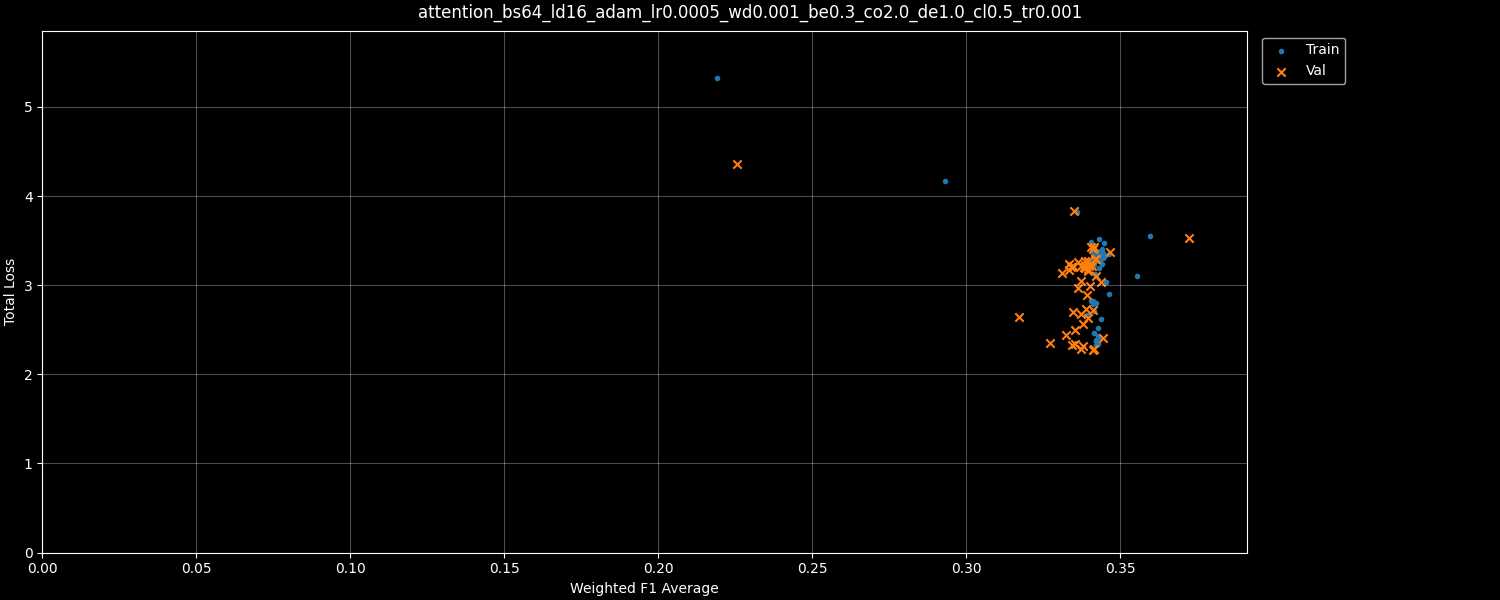 attention_bs64_ld16_adam_lr0.0005_wd0.001_be0.3_co2.0_de1.0_cl0.5_tr0.001
Train
Val
5
4
3
2
1
0
Total Loss
0.00 0.05 0.10 0.15 0.20 0.25 0.30 0.35
Weighted F1 Average